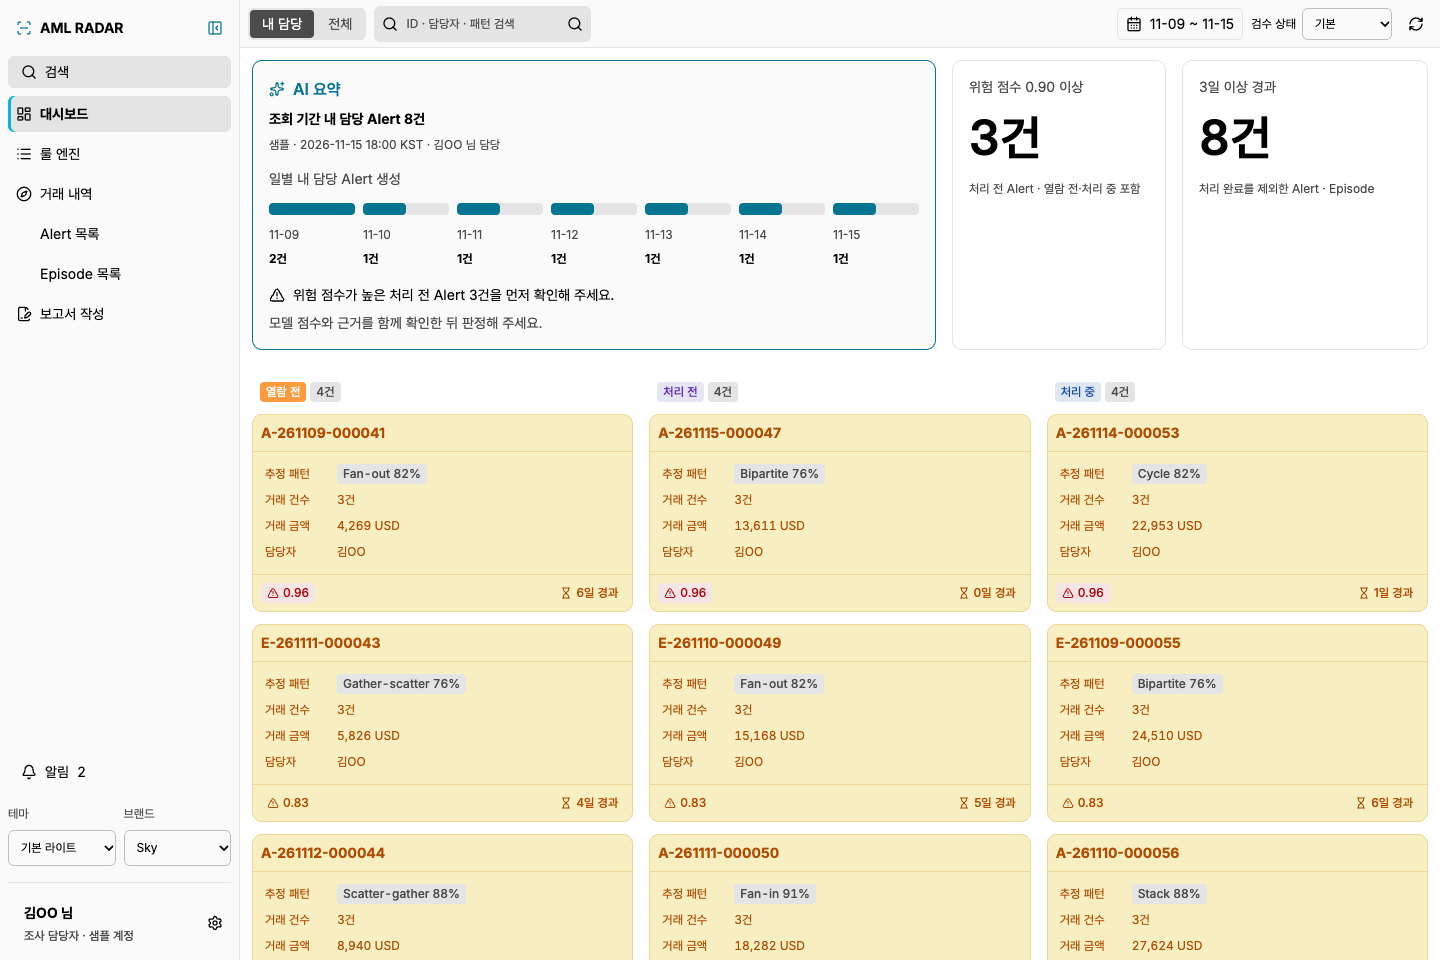 AML RADAR
검색
대시보드
룰 엔진
거래 내역
Alert 목록
Episode 목록
보고서 작성
알림 2
테마
브랜드
기본 라이트
Sky
김OO 님
조사 담당자 · 샘플 계정
내 담당
전체
ID · 담당자 · 패턴 검색
11-09 ~ 11-15
검수 상태
기본
AI 요약
조회 기간 내 담당 Alert 8건
샘플 · 2026-11-15 18:00 KST · 김OO 님 담당
일별 내 담당 Alert 생성
11-09 11-10 11-11 11-12 11-13 11-14 11-15
2건 1건 1건 1건 1건 1건 1건
위험 점수가 높은 처리 전 Alert 3건을 먼저 확인해 주세요.
모델 점수와 근거를 함께 확인한 뒤 판정해 주세요.
위험 점수 0.90 이상
3건
처리 전 Alert · 열람 전·처리 중 포함
3일 이상 경과
8건
처리 완료를 제외한 Alert · Episode
열람 전 4건
A-261109-000041
추정 패턴 Fan-out 82%
거래 건수 3건
거래 금액 4,269 USD
담당자 김OO
0.96 6일 경과
E-261111-000043
추정 패턴 Gather-scatter 76%
거래 건수 3건
거래 금액 5,826 USD
담당자 김OO
0.83 4일 경과
A-261112-000044
추정 패턴 Scatter-gather 88%
거래 건수 3건
거래 금액 8,940 USD
처리 전 4건
A-261115-000047
추정 패턴 Bipartite 76%
거래 건수 3건
거래 금액 13,611 USD
담당자 김OO
0.96 0일 경과
E-261110-000049
추정 패턴 Fan-out 82%
거래 건수 3건
거래 금액 15,168 USD
담당자 김OO
0.83 5일 경과
A-261111-000050
추정 패턴 Fan-in 91%
거래 건수 3건
거래 금액 18,282 USD
처리 중 4건
A-261114-000053
추정 패턴 Cycle 82%
거래 건수 3건
거래 금액 22,953 USD
담당자 김OO
0.96 1일 경과
E-261109-000055
추정 패턴 Bipartite 76%
거래 건수 3건
거래 금액 24,510 USD
담당자 김OO
0.83 6일 경과
A-261110-000056
추정 패턴 Stack 88%
거래 건수 3건
거래 금액 27,624 USD